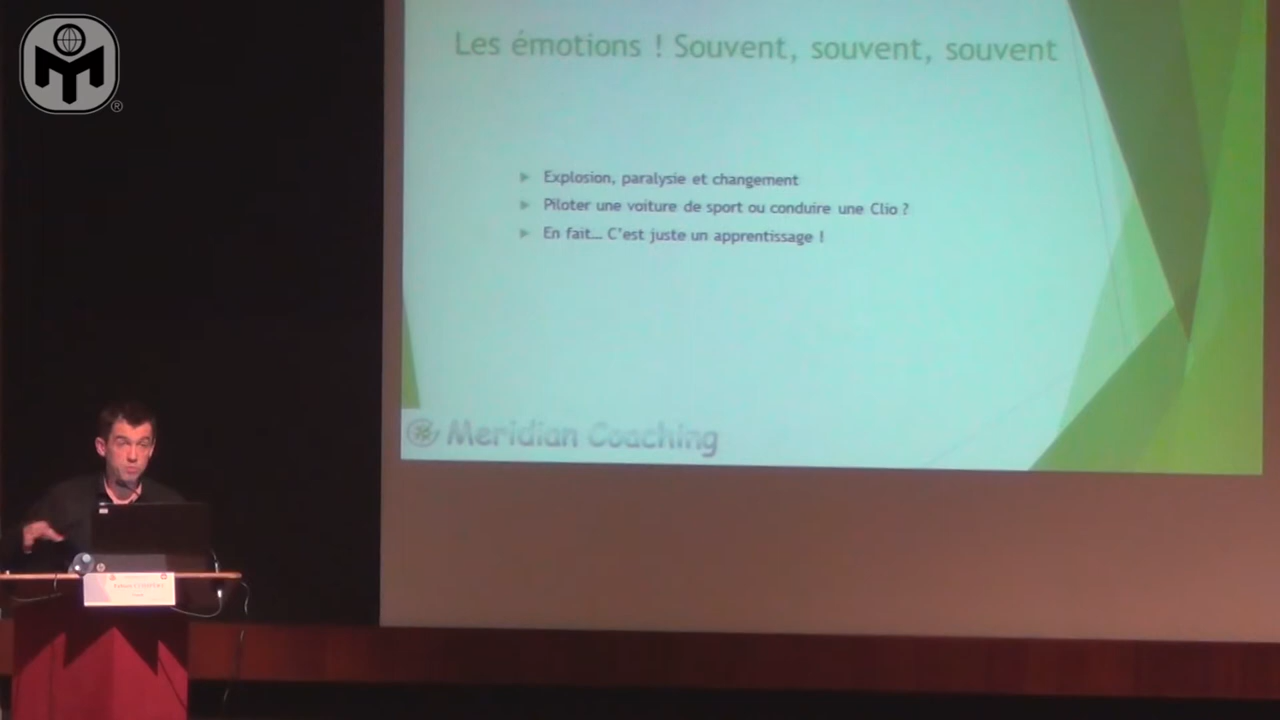 Les émotions ! Souvent, souvent, souvent
Explosion, paralysie et changement
Piloter une voiture de sport ou conduire une Clio ?
En fait... C'est juste un apprentissage !
Meridian Coaching
®